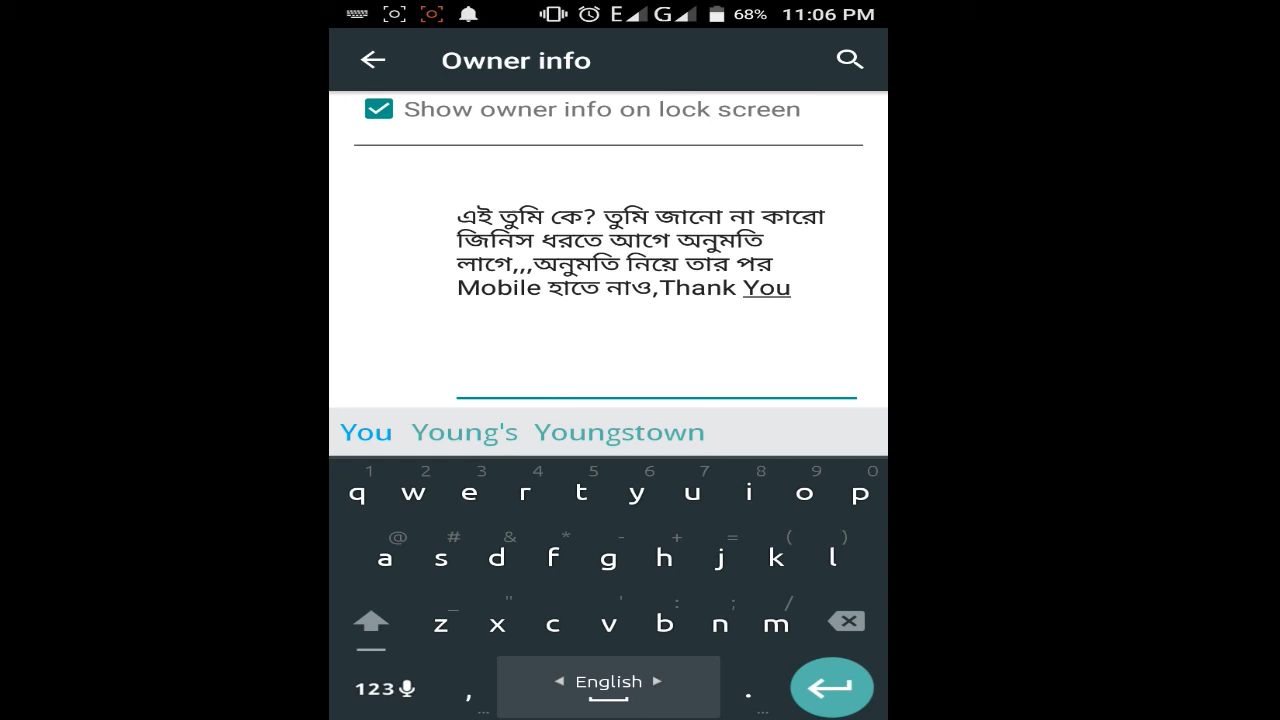 68% 11:06 PM
Owner info
Show owner info on lock screen
এই তুমি কে? তুমি জানো না কারো
জিনিস ধরতে আগে অনুমতি
লাগে,,,অনুমতি নিয়ে তার পর
Mobile হাতে নাও,Thank You
You Young's Youngstown
1 2 3 4 5 6 7 8 9 0
q w e r t y u i o p
@ # & * - + = ( )
a s d f g h j k l
_ " ' : ; /
z x c v b n m
123 , English .